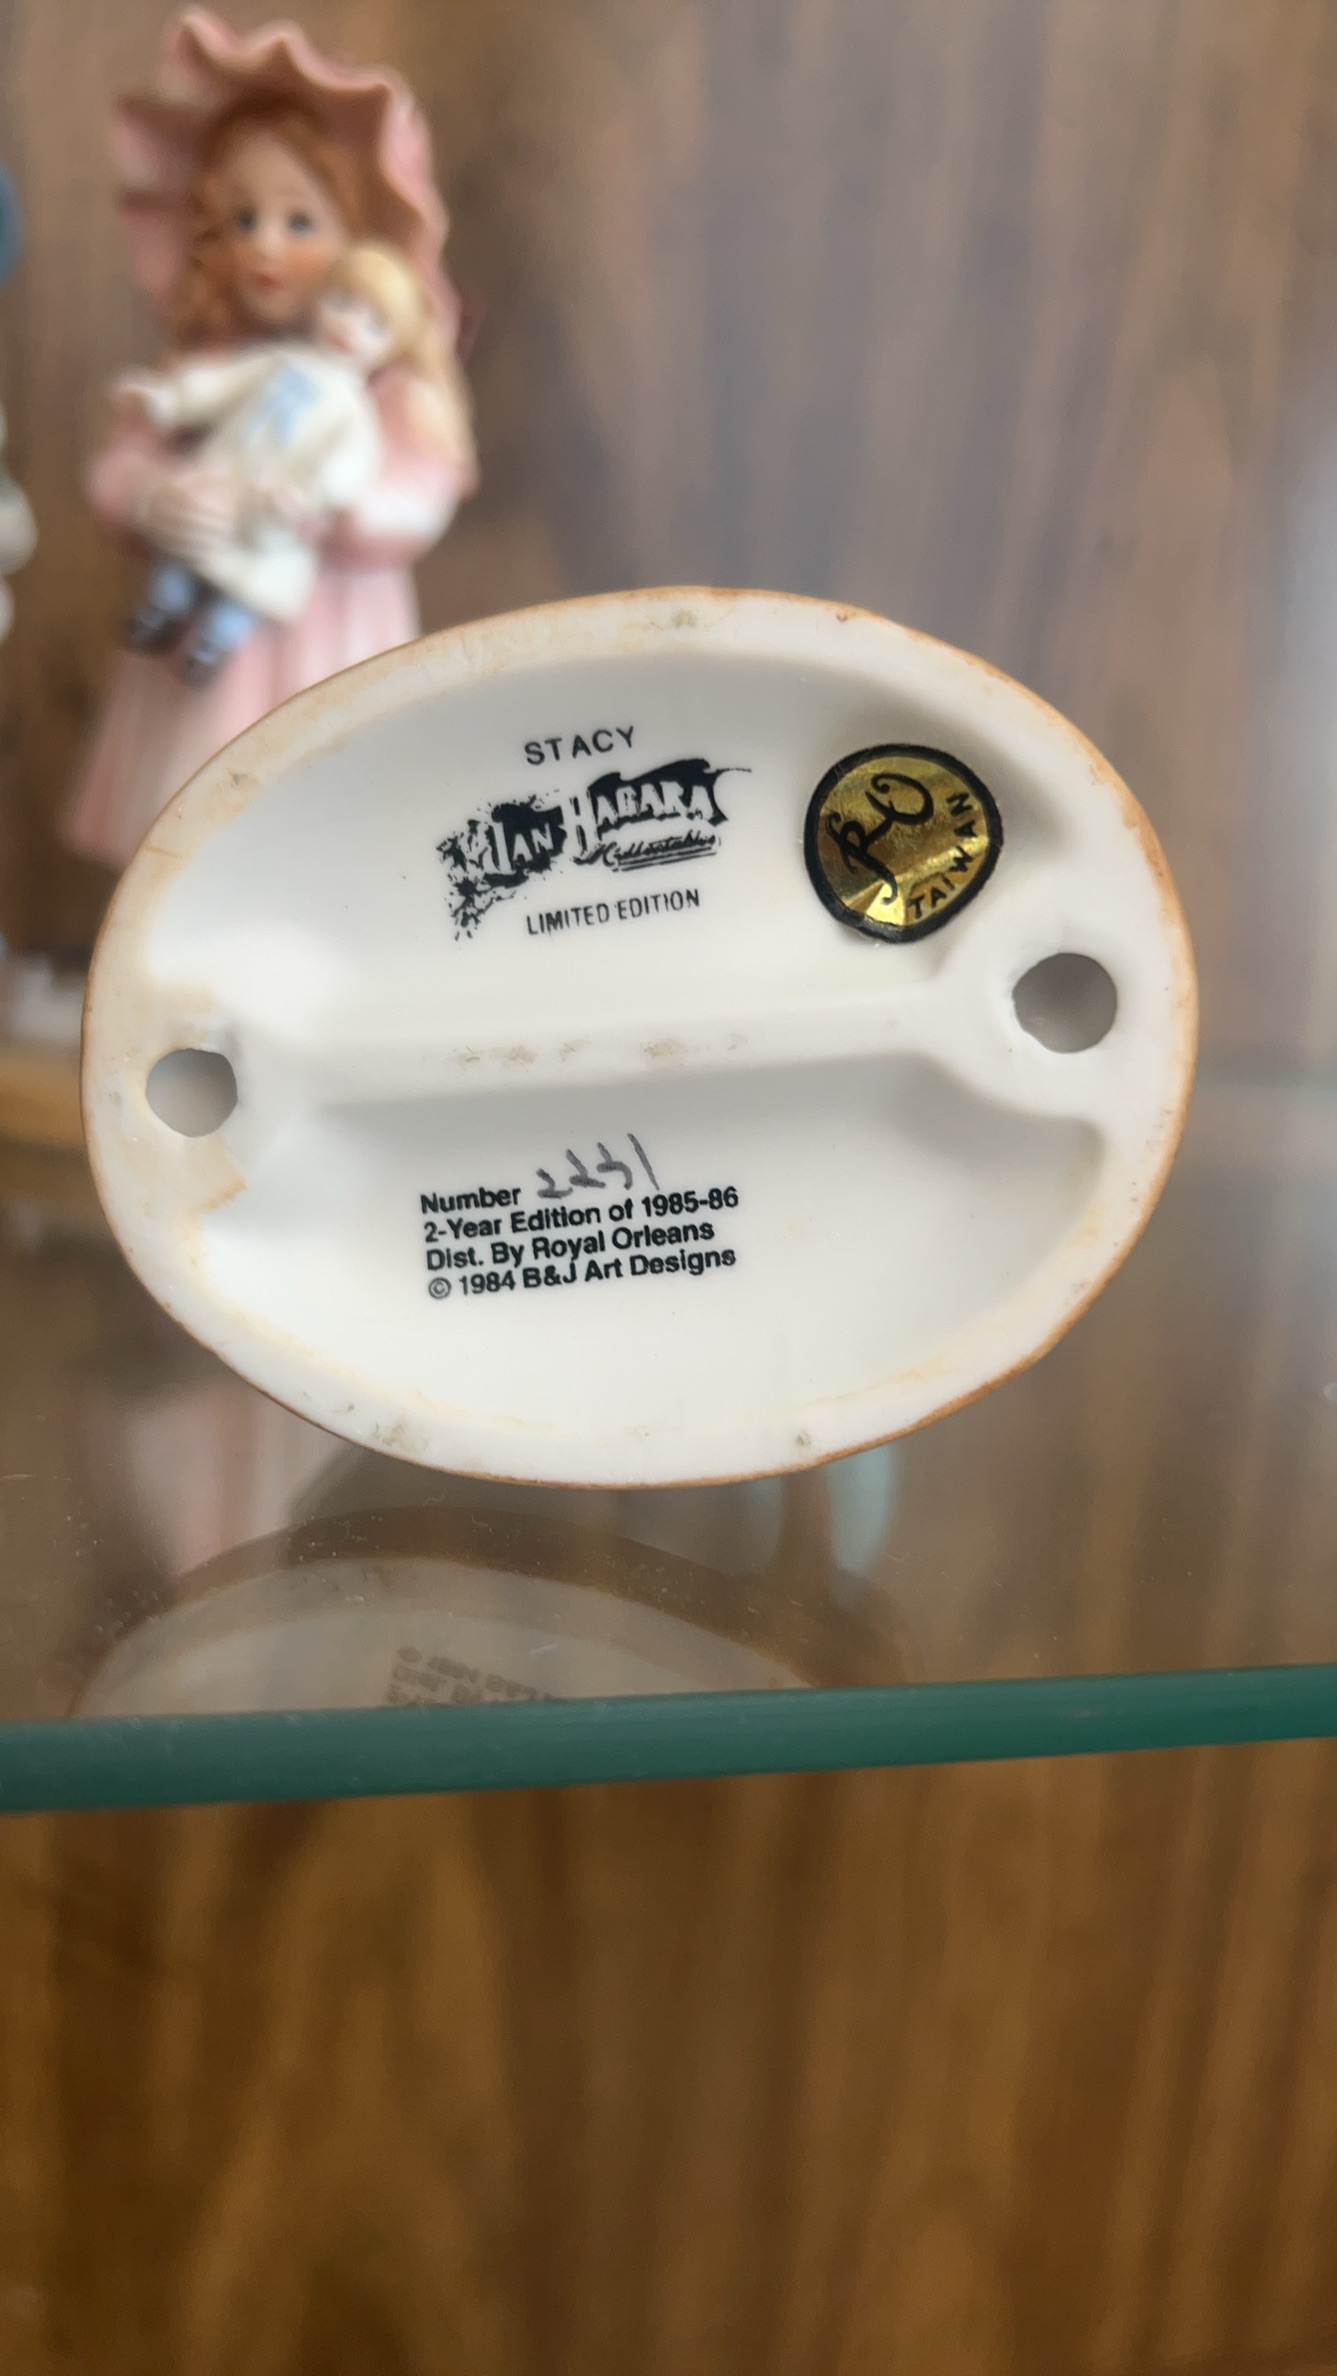 STACY
JAN HAGARA
Collectables
LIMITED EDITION
RO
TAIWAN
Number 2231
2-Year Edition of 1985-86
Dist. By Royal Orleans
© 1984 B&J Art Designs